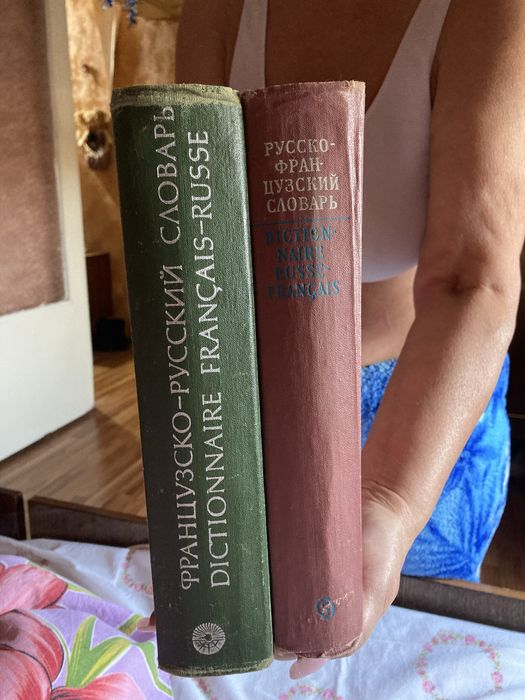 ФРАНЦУЗСКО-РУССКИЙ СЛОВАРЬ
DICTIONNAIRE FRANÇAIS-RUSSE
РУССКО-
ФРАН-
ЦУЗСКИЙ
СЛОВАРЬ
DICTION-
NAIRE
RUSSE-
FRANÇAIS